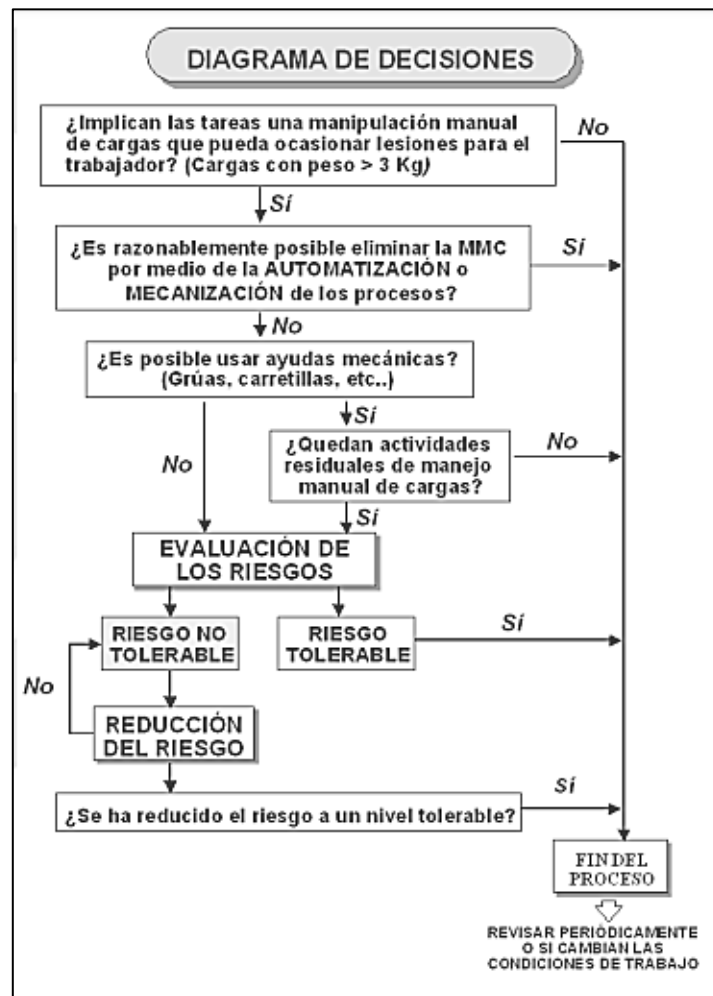 DIAGRAMA DE DECISIONES
¿Implican las tareas una manipulación manual
de cargas que pueda ocasionar lesiones para el
trabajador? (Cargas con peso > 3 Kg)
No
Sí
¿Es razonablemente posible eliminar la MMC
por medio de la AUTOMATIZACIÓN o
MECANIZACIÓN de los procesos?
Sí
No
¿Es posible usar ayudas mecánicas?
(Grúas, carretillas, etc..)
Sí
No
¿Quedan actividades
residuales de manejo
manual de cargas?
No
Sí
EVALUACIÓN DE
LOS RIESGOS
RIESGO NO
TOLERABLE
RIESGO
TOLERABLE
Sí
No
REDUCCIÓN
DEL RIESGO
¿Se ha reducido el riesgo a un nivel tolerable?
Sí
FIN DEL
PROCESO
REVISAR PERIÓDICAMENTE
O SI CAMBIAN LAS
CONDICIONES DE TRABAJO